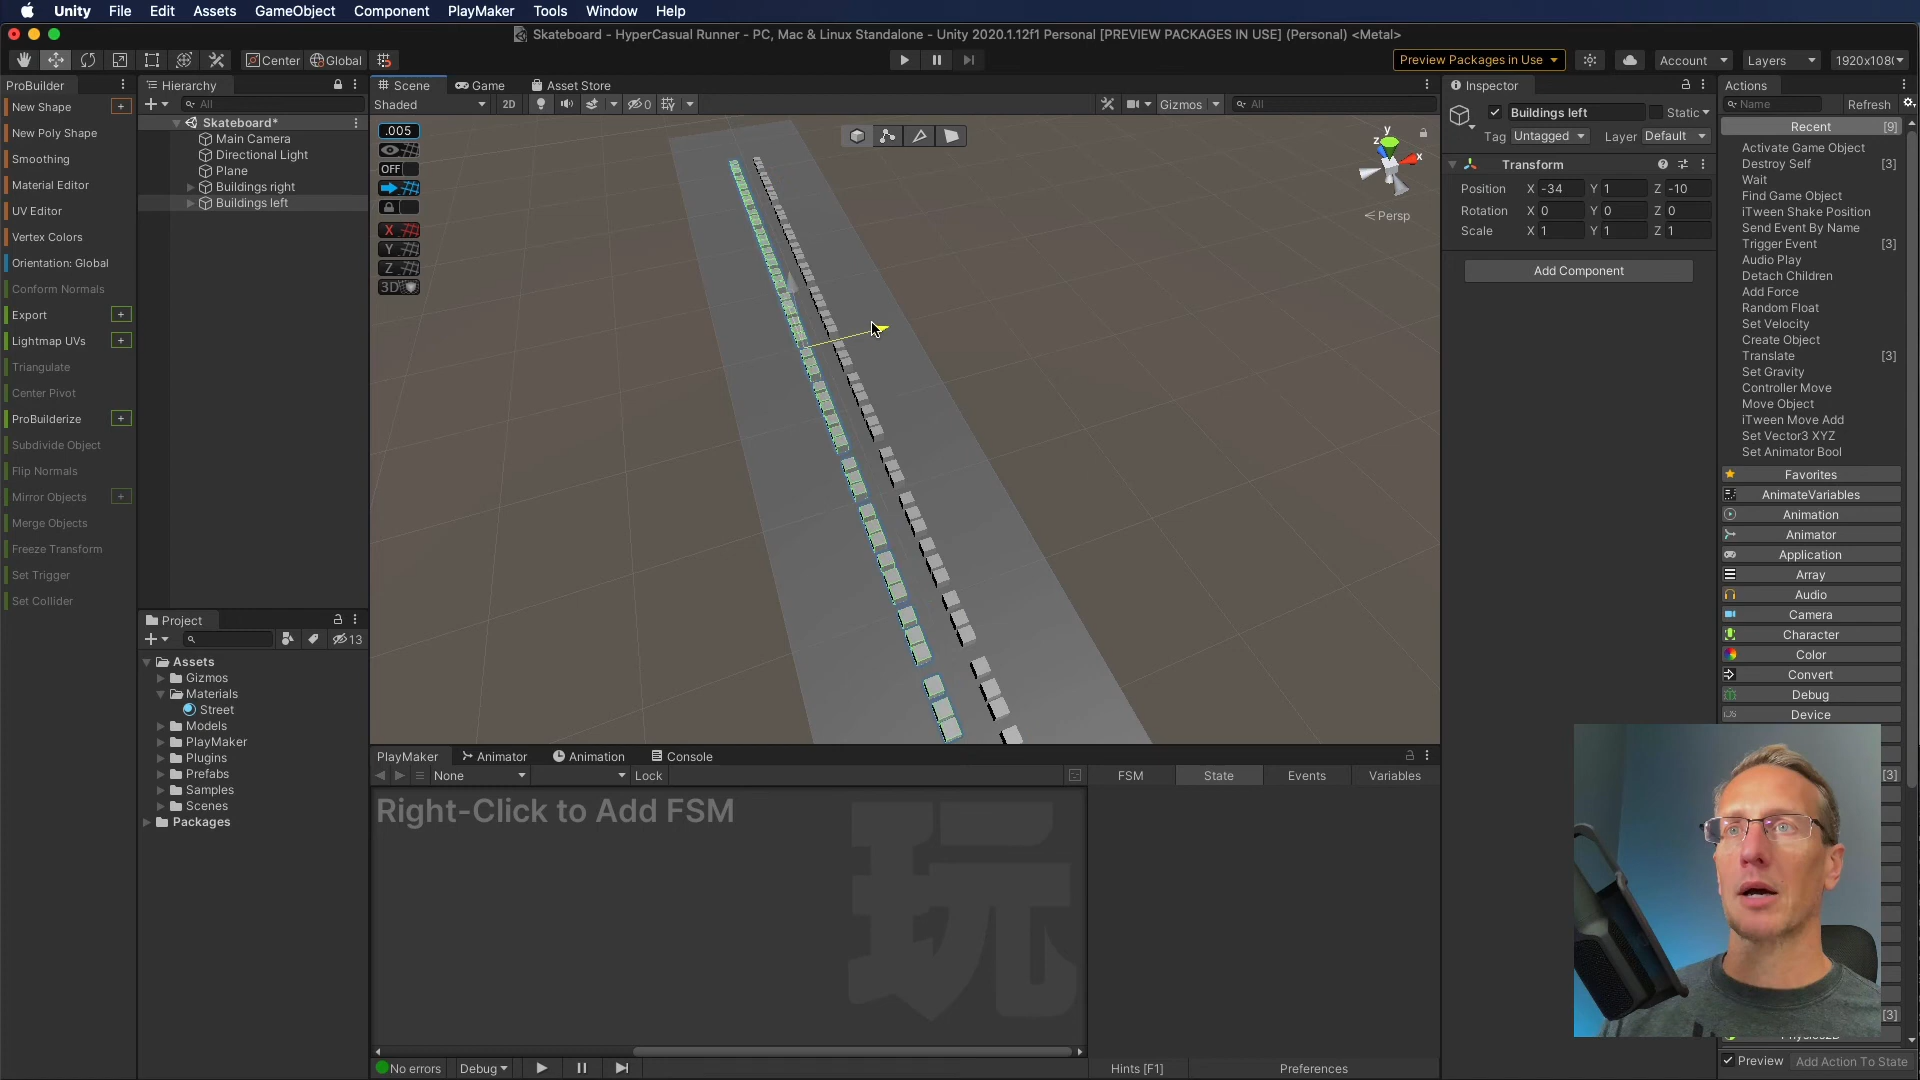 Unity File Edit Assets GameObject Component PlayMaker Tools Window Help
Skateboard - HyperCasual Runner - PC, Mac & Linux Standalone - Unity 2020.1.12f1 Personal [PREVIEW PACKAGES IN USE] (Personal) <Metal>
Center Global Preview Packages in Use Account Layers 1920x1080
ProBuilder
New Shape +
New Poly Shape
Smoothing
Material Editor
UV Editor
Vertex Colors
Orientation: Global
Conform Normals
Export +
Lightmap UVs +
Triangulate
Center Pivot
ProBuilderize +
Subdivide Object
Flip Normals
Mirror Objects +
Merge Objects
Freeze Transform
Set Trigger
Set Collider
Hierarchy
+ All
Skateboard*
Main Camera
Directional Light
Plane
Buildings right
Buildings left
Project
+ 13
Assets
Gizmos
Materials
Street
Models
PlayMaker
Plugins
Prefabs
Samples
Scenes
Packages
Scene Game Asset Store
Shaded 2D 0 Gizmos All
.005
OFF
X
Y
Z
3D
y
z x
Persp
PlayMaker Animator Animation Console
None Lock
Right-Click to Add FSM
玩
FSM State Events Variables
No errors Debug Hints [F1] Preferences
Inspector
Buildings left Static
Tag Untagged Layer Default
Transform
Position X -34 Y 1 Z -10
Rotation X 0 Y 0 Z 0
Scale X 1 Y 1 Z 1
Add Component
Actions
Name Refresh
Recent [9]
Activate Game Object
Destroy Self [3]
Wait
Find Game Object
iTween Shake Position
Send Event By Name
Trigger Event [3]
Audio Play
Detach Children
Add Force
Random Float
Set Velocity
Create Object
Translate [3]
Set Gravity
Controller Move
Move Object
iTween Move Add
Set Vector3 XYZ
Set Animator Bool
Favorites
AnimateVariables
Animation
Animator
Application
Array
Audio
Camera
Character
Color
Convert
Debug
iOS Device
[3]
[3]
Preview Add Action To State